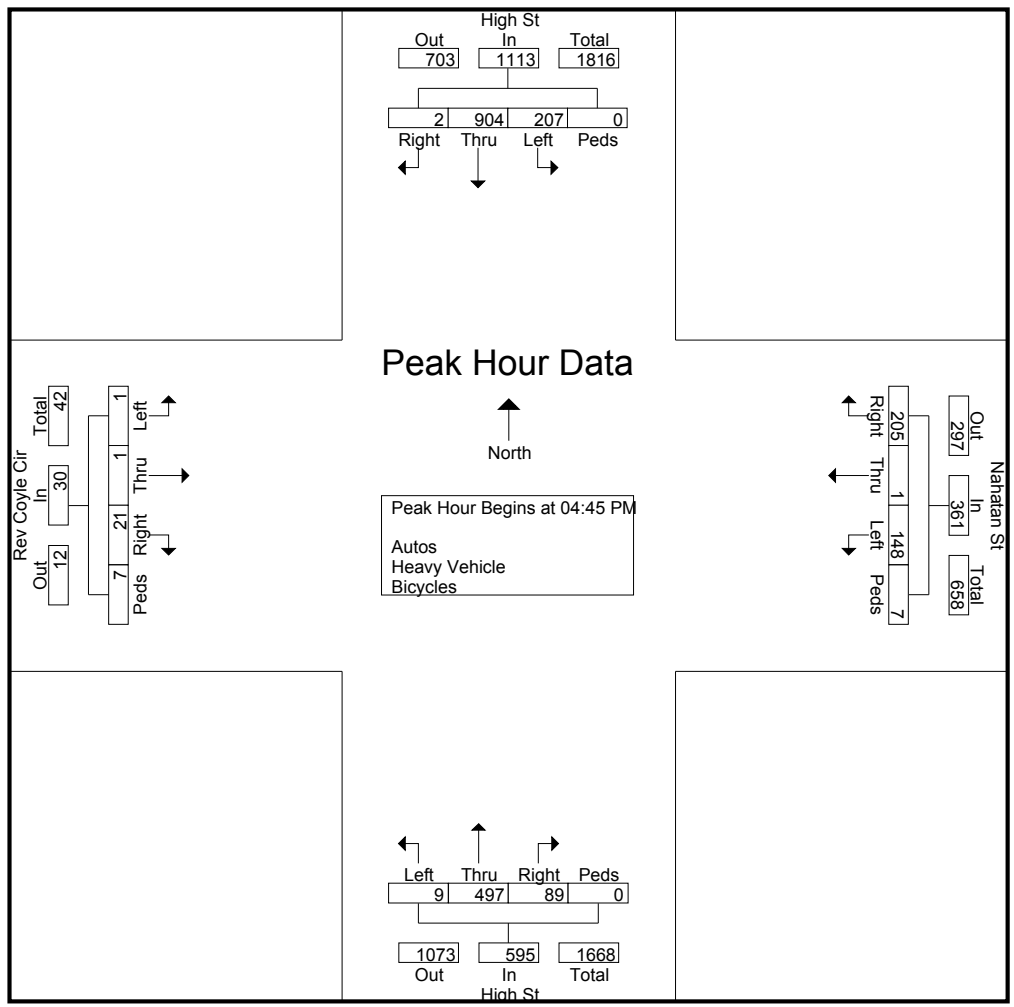 High St
Out In Total
703 1113 1816
2 904 207 0
Right Thru Left Peds
Peak Hour Data
North
Peak Hour Begins at 04:45 PM
Autos
Heavy Vehicle
Bicycles
Rev Coyle Cir
Total In Out
42 30 12
1 1 21 7
Left Thru Right Peds
Nahatan St
Out In Total
297 361 658
205 1 148 7
Right Thru Left Peds
Left Thru Right Peds
9 497 89 0
1073 595 1668
Out In Total
High St